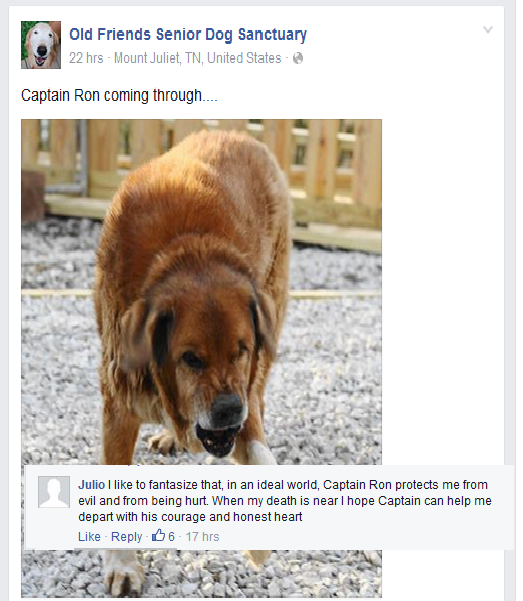 Old Friends Senior Dog Sanctuary
22 hrs · Mount Juliet, TN, United States ·
Captain Ron coming through....
Julio I like to fantasize that, in an ideal world, Captain Ron protects me from
evil and from being hurt. When my death is near I hope Captain can help me
depart with his courage and honest heart
Like · Reply · 6 · 17 hrs